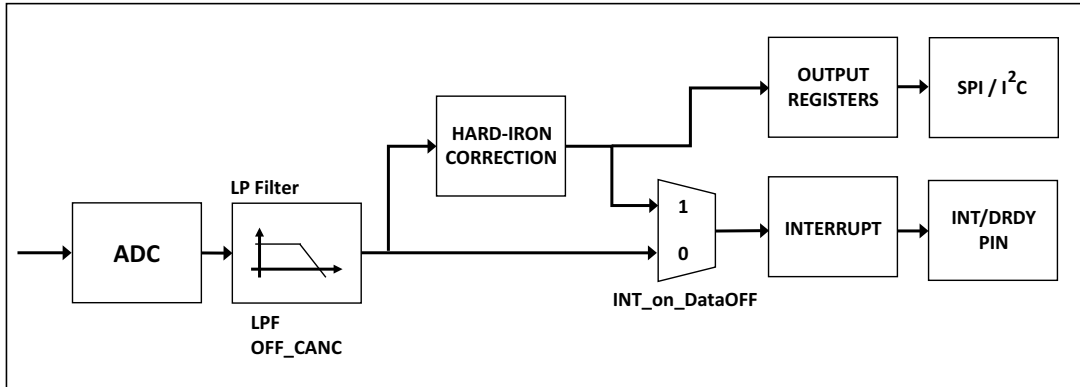 OUTPUT
REGISTERS
SPI / I²C
HARD-IRON
CORRECTION
LP Filter
ADC
1
0
INTERRUPT
INT/DRDY
PIN
INT_on_DataOFF
LPF
OFF_CANC